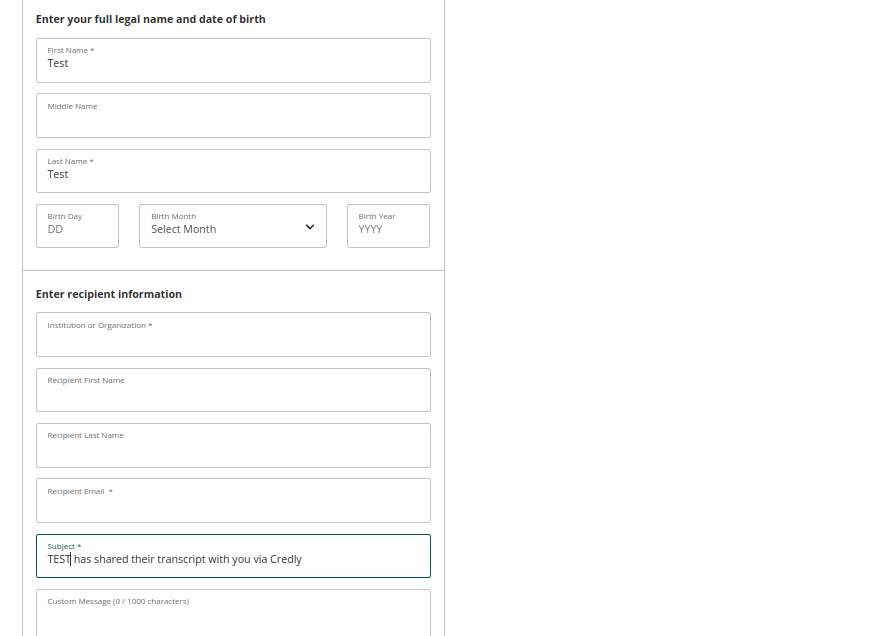 Enter your full legal name and date of birth
First Name *
Test
Middle Name
Last Name *
Test
Birth Day
DD
Birth Month
Select Month
Birth Year
YYYY
Enter recipient information
Institution or Organization *
Recipient First Name
Recipient Last Name
Recipient Email *
Subject *
TEST has shared their transcript with you via Credly
Custom Message (0 / 1000 characters)